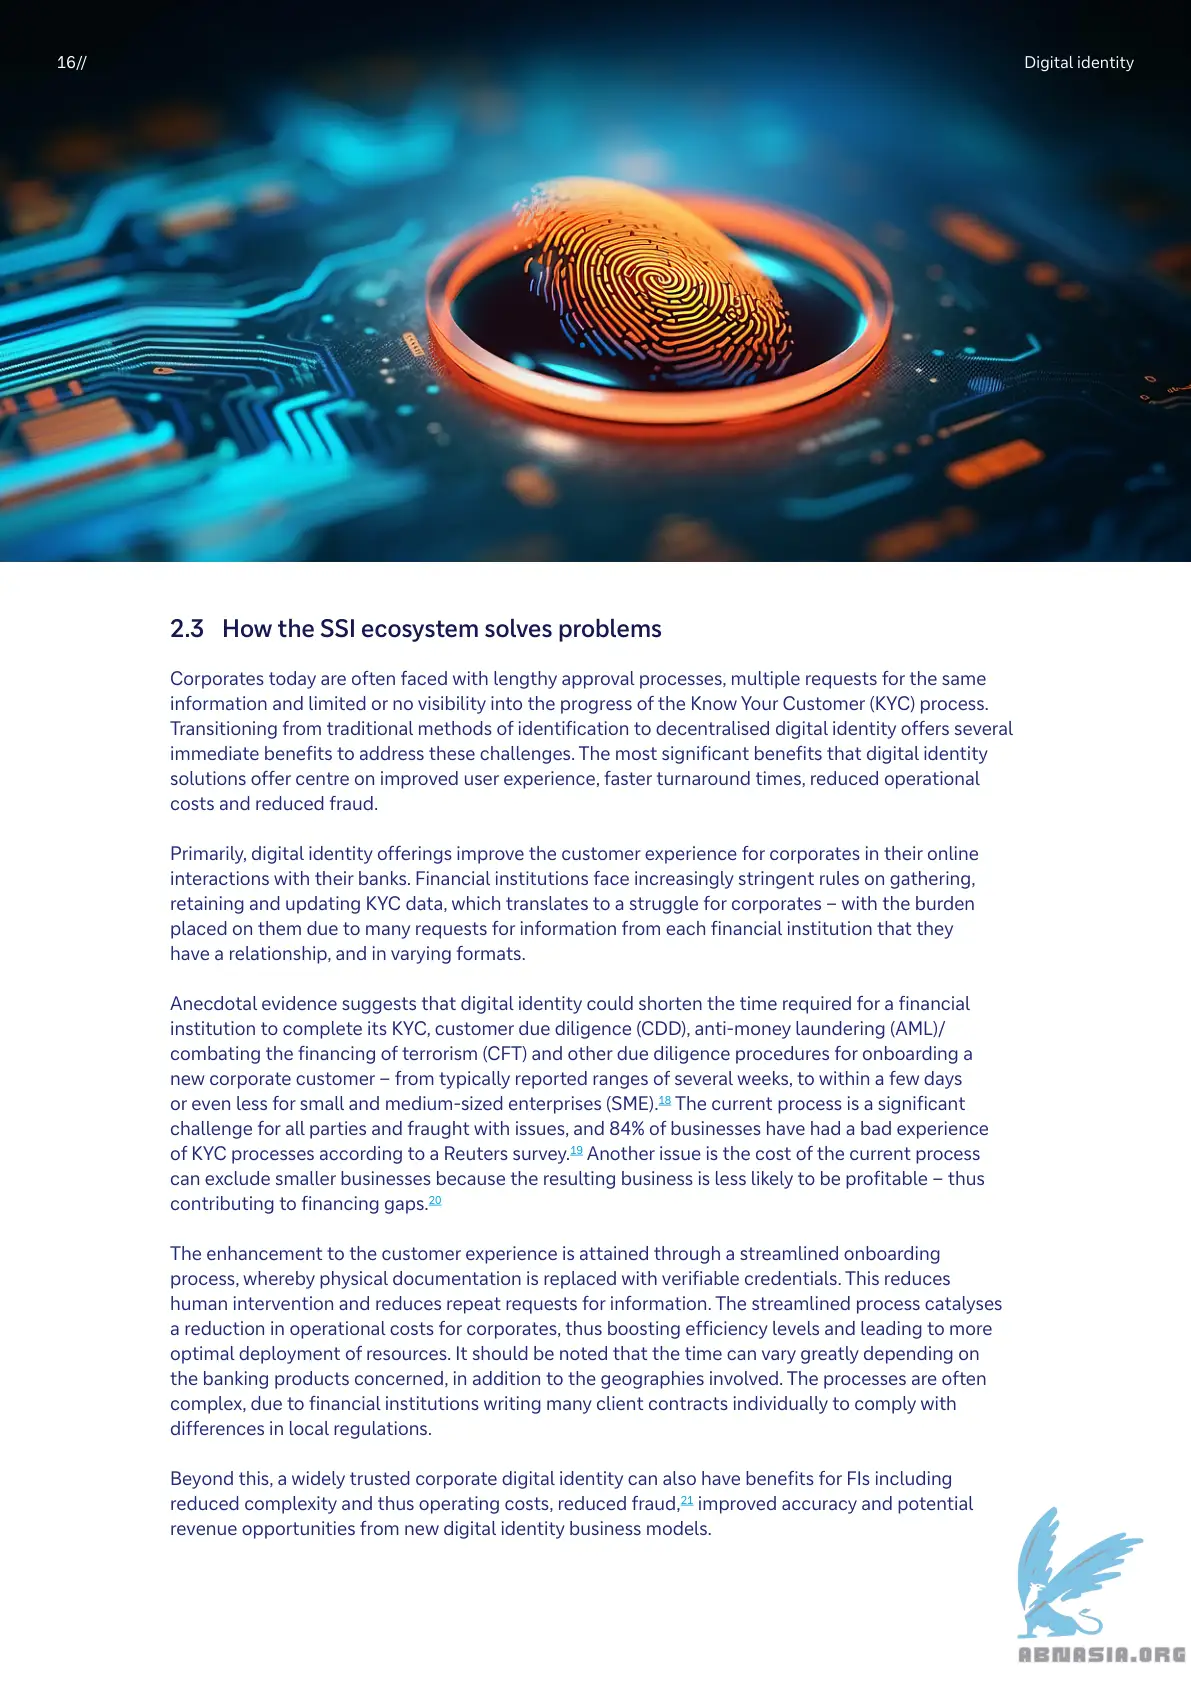 16//
Digital identity
2.3 How the SSI ecosystem solves problems
Corporates today are often faced with lengthy approval processes, multiple requests for the same
information and limited or no visibility into the progress of the Know Your Customer (KYC) process.
Transitioning from traditional methods of identification to decentralised digital identity offers several
immediate benefits to address these challenges. The most significant benefits that digital identity
solutions offer centre on improved user experience, faster turnaround times, reduced operational
costs and reduced fraud.
Primarily, digital identity offerings improve the customer experience for corporates in their online
interactions with their banks. Financial institutions face increasingly stringent rules on gathering,
retaining and updating KYC data, which translates to a struggle for corporates – with the burden
placed on them due to many requests for information from each financial institution that they
have a relationship, and in varying formats.
Anecdotal evidence suggests that digital identity could shorten the time required for a financial
institution to complete its KYC, customer due diligence (CDD), anti-money laundering (AML)/
combating the financing of terrorism (CFT) and other due diligence procedures for onboarding a
new corporate customer – from typically reported ranges of several weeks, to within a few days
or even less for small and medium-sized enterprises (SME).18 The current process is a significant
challenge for all parties and fraught with issues, and 84% of businesses have had a bad experience
of KYC processes according to a Reuters survey.19 Another issue is the cost of the current process
can exclude smaller businesses because the resulting business is less likely to be profitable – thus
contributing to financing gaps.20
The enhancement to the customer experience is attained through a streamlined onboarding
process, whereby physical documentation is replaced with verifiable credentials. This reduces
human intervention and reduces repeat requests for information. The streamlined process catalyses
a reduction in operational costs for corporates, thus boosting efficiency levels and leading to more
optimal deployment of resources. It should be noted that the time can vary greatly depending on
the banking products concerned, in addition to the geographies involved. The processes are often
complex, due to financial institutions writing many client contracts individually to comply with
differences in local regulations.
Beyond this, a widely trusted corporate digital identity can also have benefits for FIs including
reduced complexity and thus operating costs, reduced fraud,21 improved accuracy and potential
revenue opportunities from new digital identity business models.
ABNASIA.ORG